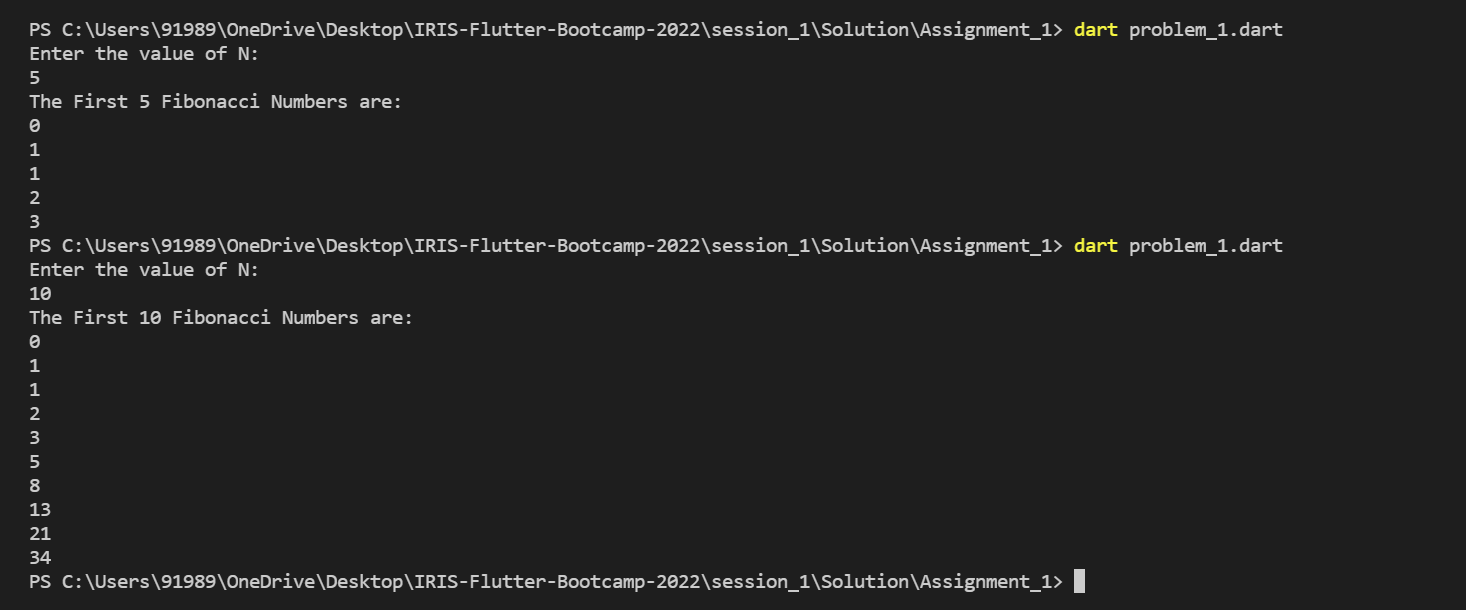 PS C:\Users\91989\OneDrive\Desktop\IRIS-Flutter-Bootcamp-2022\session_1\Solution\Assignment_1> dart problem_1.dart
Enter the value of N:
5
The First 5 Fibonacci Numbers are:
0
1
1
2
3
PS C:\Users\91989\OneDrive\Desktop\IRIS-Flutter-Bootcamp-2022\session_1\Solution\Assignment_1> dart problem_1.dart
Enter the value of N:
10
The First 10 Fibonacci Numbers are:
0
1
1
2
3
5
8
13
21
34
PS C:\Users\91989\OneDrive\Desktop\IRIS-Flutter-Bootcamp-2022\session_1\Solution\Assignment_1>